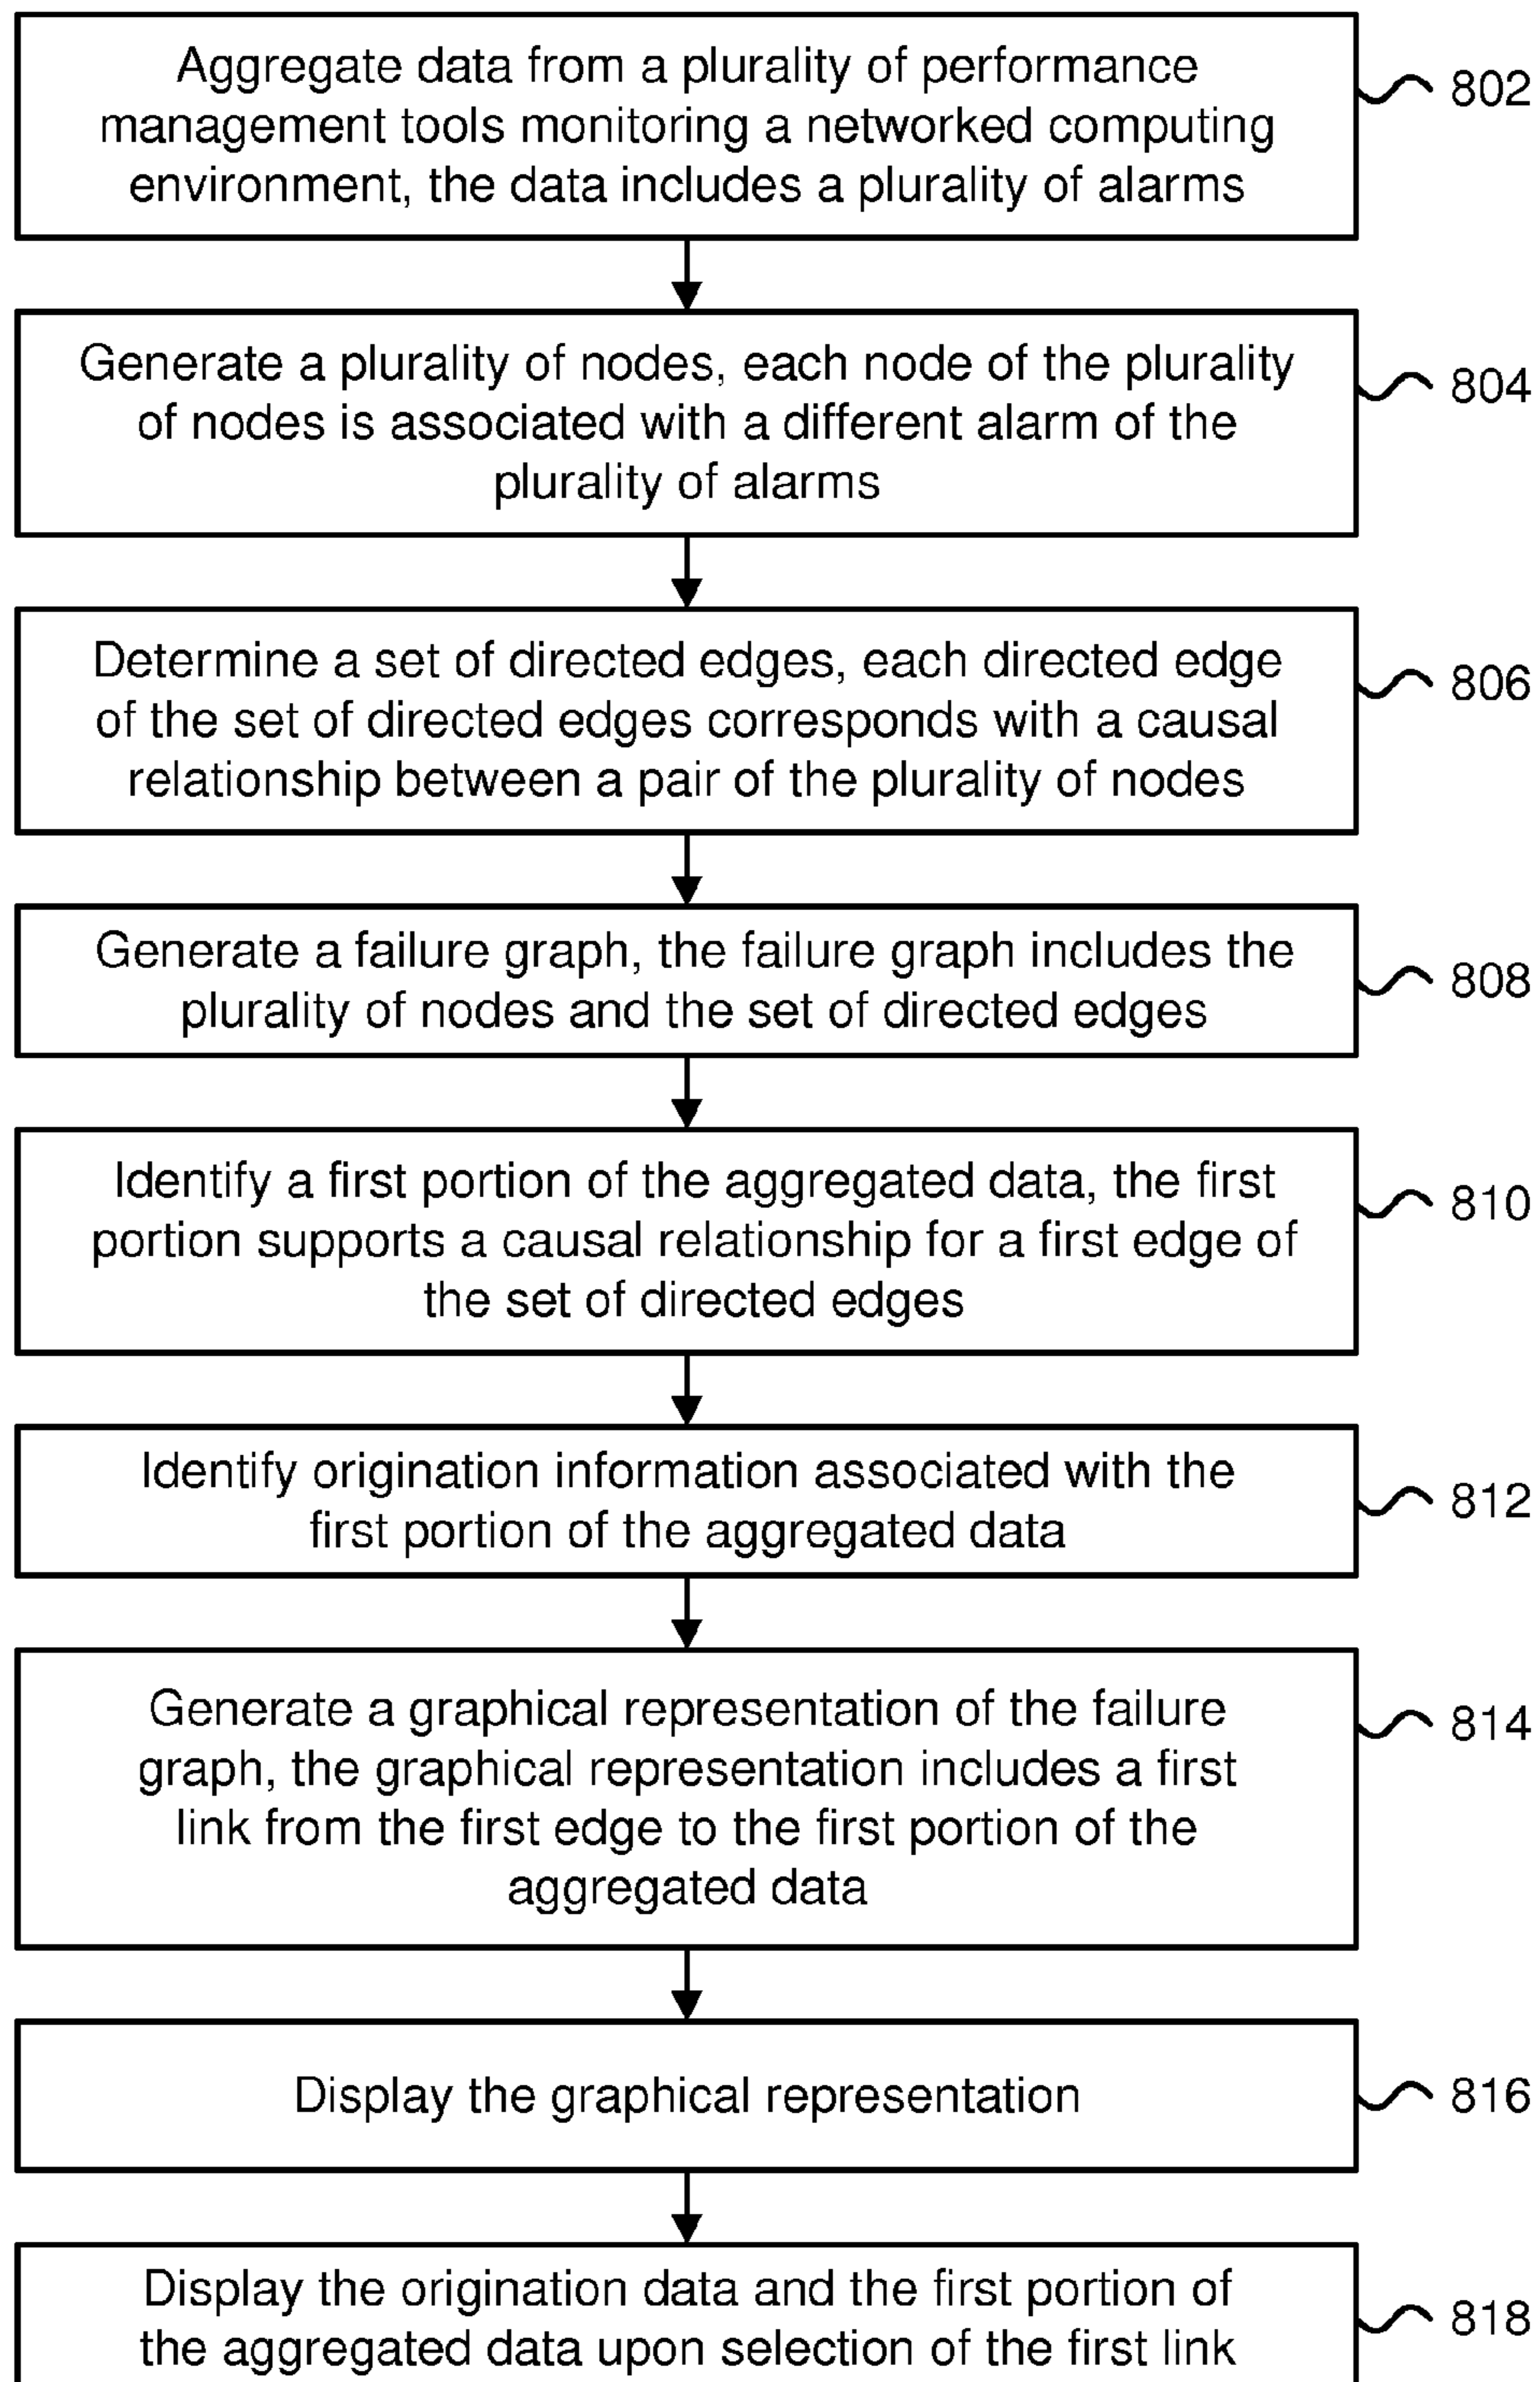 Aggregate data from a plurality of performance
management tools monitoring a networked computing
environment, the data includes a plurality of alarms
802
Generate a plurality of nodes, each node of the plurality
of nodes is associated with a different alarm of the
plurality of alarms
804
Determine a set of directed edges, each directed edge
of the set of directed edges corresponds with a causal
relationship between a pair of the plurality of nodes
806
Generate a failure graph, the failure graph includes the
plurality of nodes and the set of directed edges
808
Identify a first portion of the aggregated data, the first
portion supports a causal relationship for a first edge of
the set of directed edges
810
Identify origination information associated with the
first portion of the aggregated data
812
Generate a graphical representation of the failure
graph, the graphical representation includes a first
link from the first edge to the first portion of the
aggregated data
814
Display the graphical representation
816
Display the origination data and the first portion of
the aggregated data upon selection of the first link
818